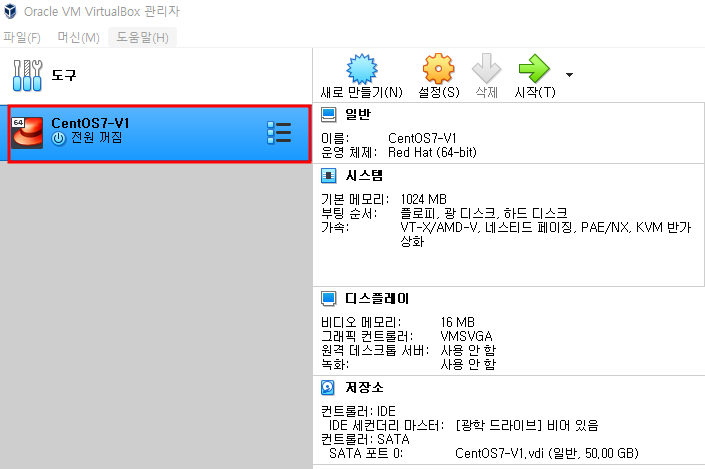 Oracle VM VirtualBox 관리자
파일(F) 머신(M) 도움말(H)
도구
새로 만들기(N) 설정(S) 삭제 시작(T)
64
CentOS7-V1
전원 꺼짐
일반
이름: CentOS7-V1
운영 체제: Red Hat (64-bit)
시스템
기본 메모리: 1024 MB
부팅 순서: 플로피, 광 디스크, 하드 디스크
가속: VT-X/AMD-V, 네스티드 페이징, PAE/NX, KVM 반가
상화
디스플레이
비디오 메모리: 16 MB
그래픽 컨트롤러: VMSVGA
원격 데스크톱 서버: 사용 안 함
녹화: 사용 안 함
저장소
컨트롤러: IDE
IDE 세컨더리 마스터: [광학 드라이브] 비어 있음
컨트롤러: SATA
SATA 포트 0: CentOS7-V1.vdi (일반, 50.00 GB)